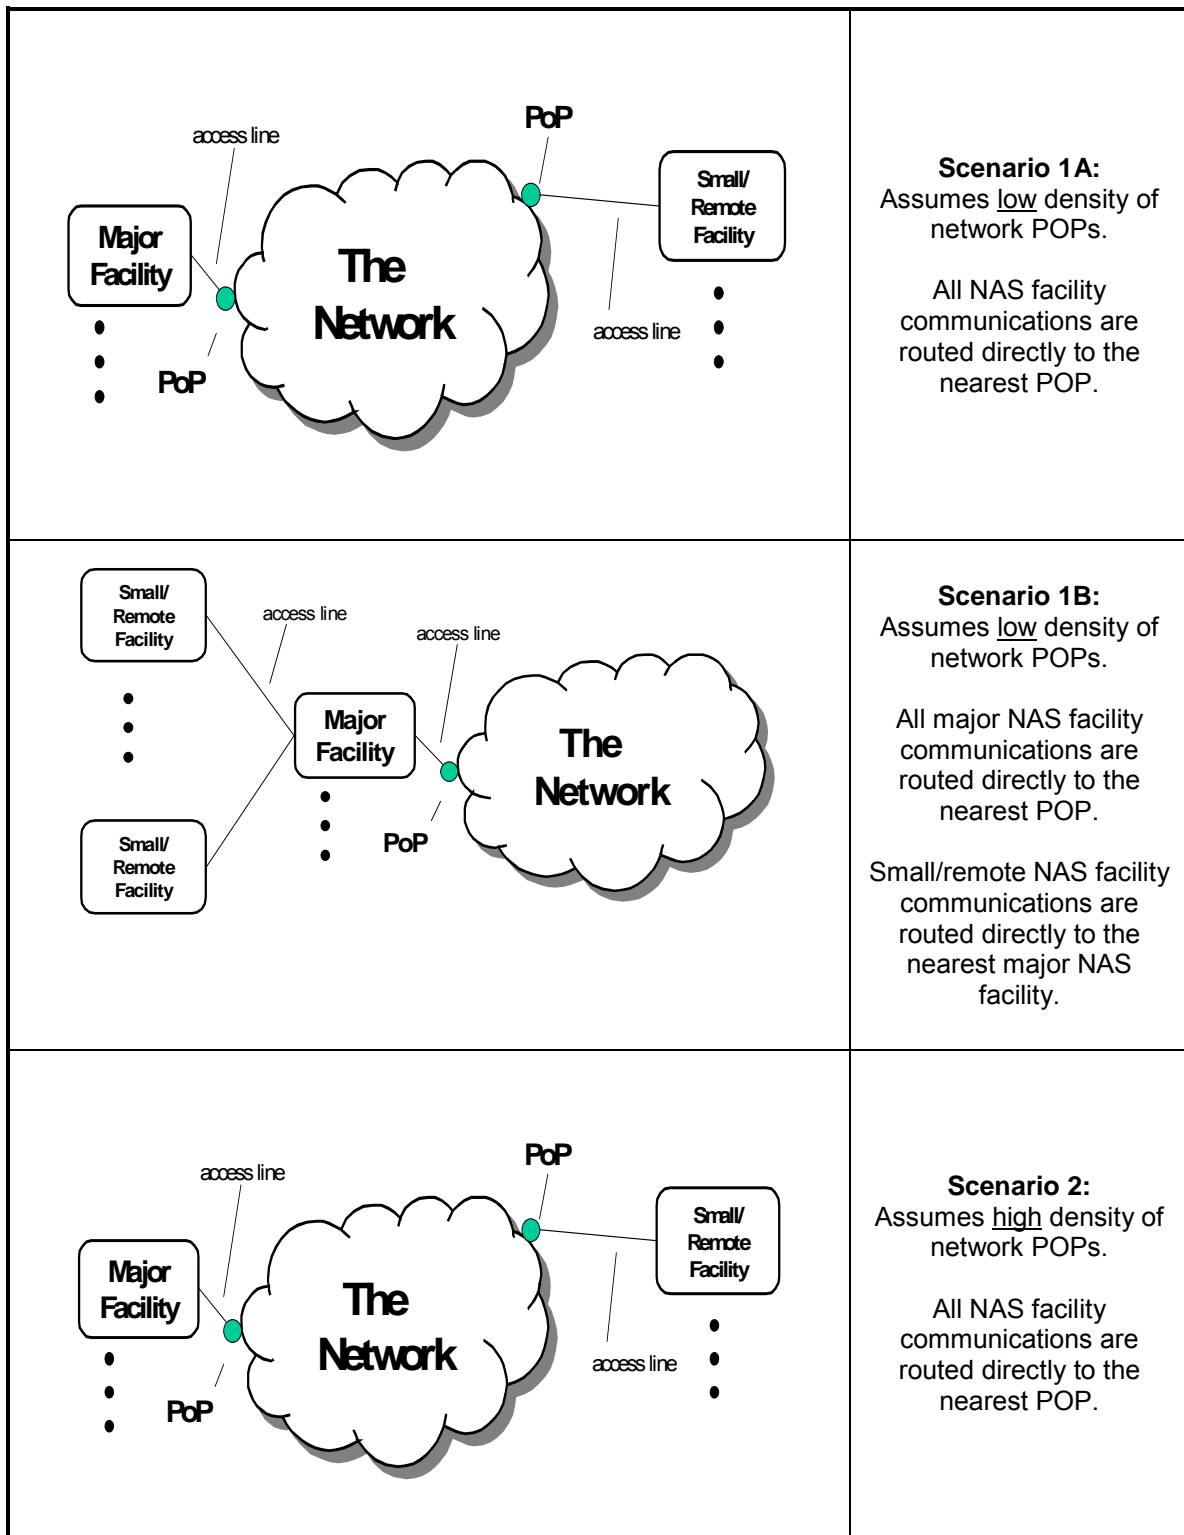 access line
PoP
Major
Facility
The
Network
Small/
Remote
Facility
access line
PoP
Scenario 1A:
Assumes low density of
network POPs.
All NAS facility
communications are
routed directly to the
nearest POP.
Small/
Remote
Facility
access line
access line
Major
Facility
The
Network
PoP
Small/
Remote
Facility
Scenario 1B:
Assumes low density of
network POPs.
All major NAS facility
communications are
routed directly to the
nearest POP.
Small/remote NAS facility
communications are
routed directly to the
nearest major NAS
facility.
access line
PoP
Major
Facility
The
Network
Small/
Remote
Facility
access line
PoP
Scenario 2:
Assumes high density of
network POPs.
All NAS facility
communications are
routed directly to the
nearest POP.